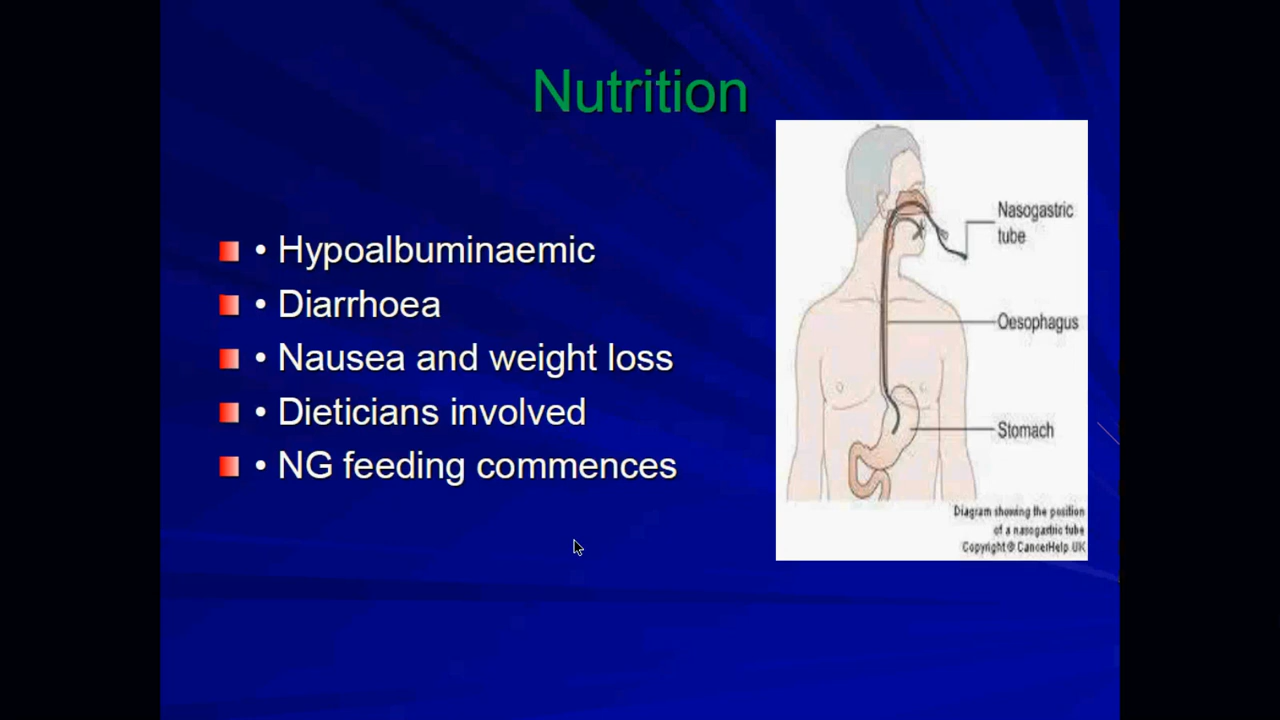 Nutrition
• Hypoalbuminaemic
• Diarrhoea
• Nausea and weight loss
• Dieticians involved
• NG feeding commences
Nasogastric
tube
Oesophagus
Stomach
Diagram showing the position
of a nasogastric tube
Copyright © CancerHelp UK